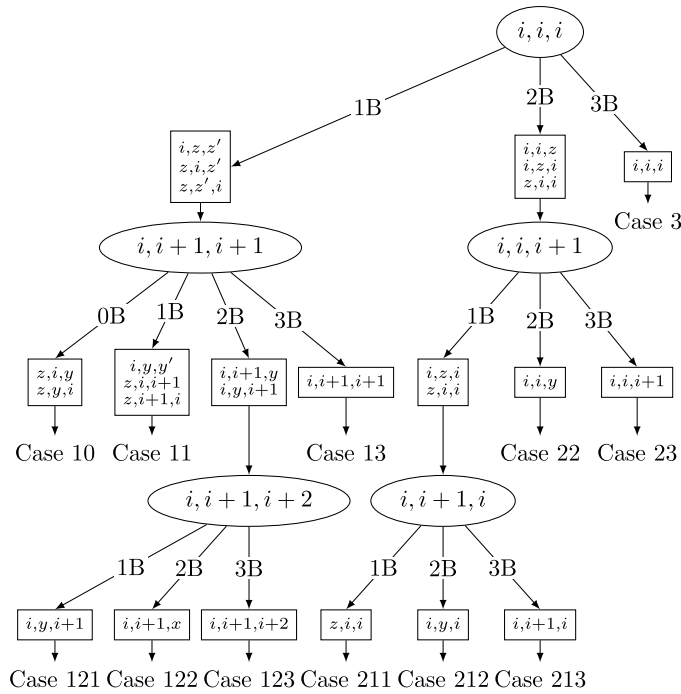 i, i, i
1B
2B
3B
i,z,z′
z,i,z′
z,z′,i
i,i,z
i,z,i
z,i,i
i,i,i
Case 3
i, i + 1, i + 1
i, i, i + 1
0B
1B
2B
3B
1B
2B
3B
z,i,y
z,y,i
i,y,y′
z,i,i+1
z,i+1,i
i,i+1,y
i,y,i+1
i,i+1,i+1
i,z,i
z,i,i
i,i,y
i,i,i+1
Case 10
Case 11
Case 13
Case 22
Case 23
i, i + 1, i + 2
i, i + 1, i
1B
2B
3B
1B
2B
3B
i,y,i+1
i,i+1,x
i,i+1,i+2
z,i,i
i,y,i
i,i+1,i
Case 121
Case 122
Case 123
Case 211
Case 212
Case 213